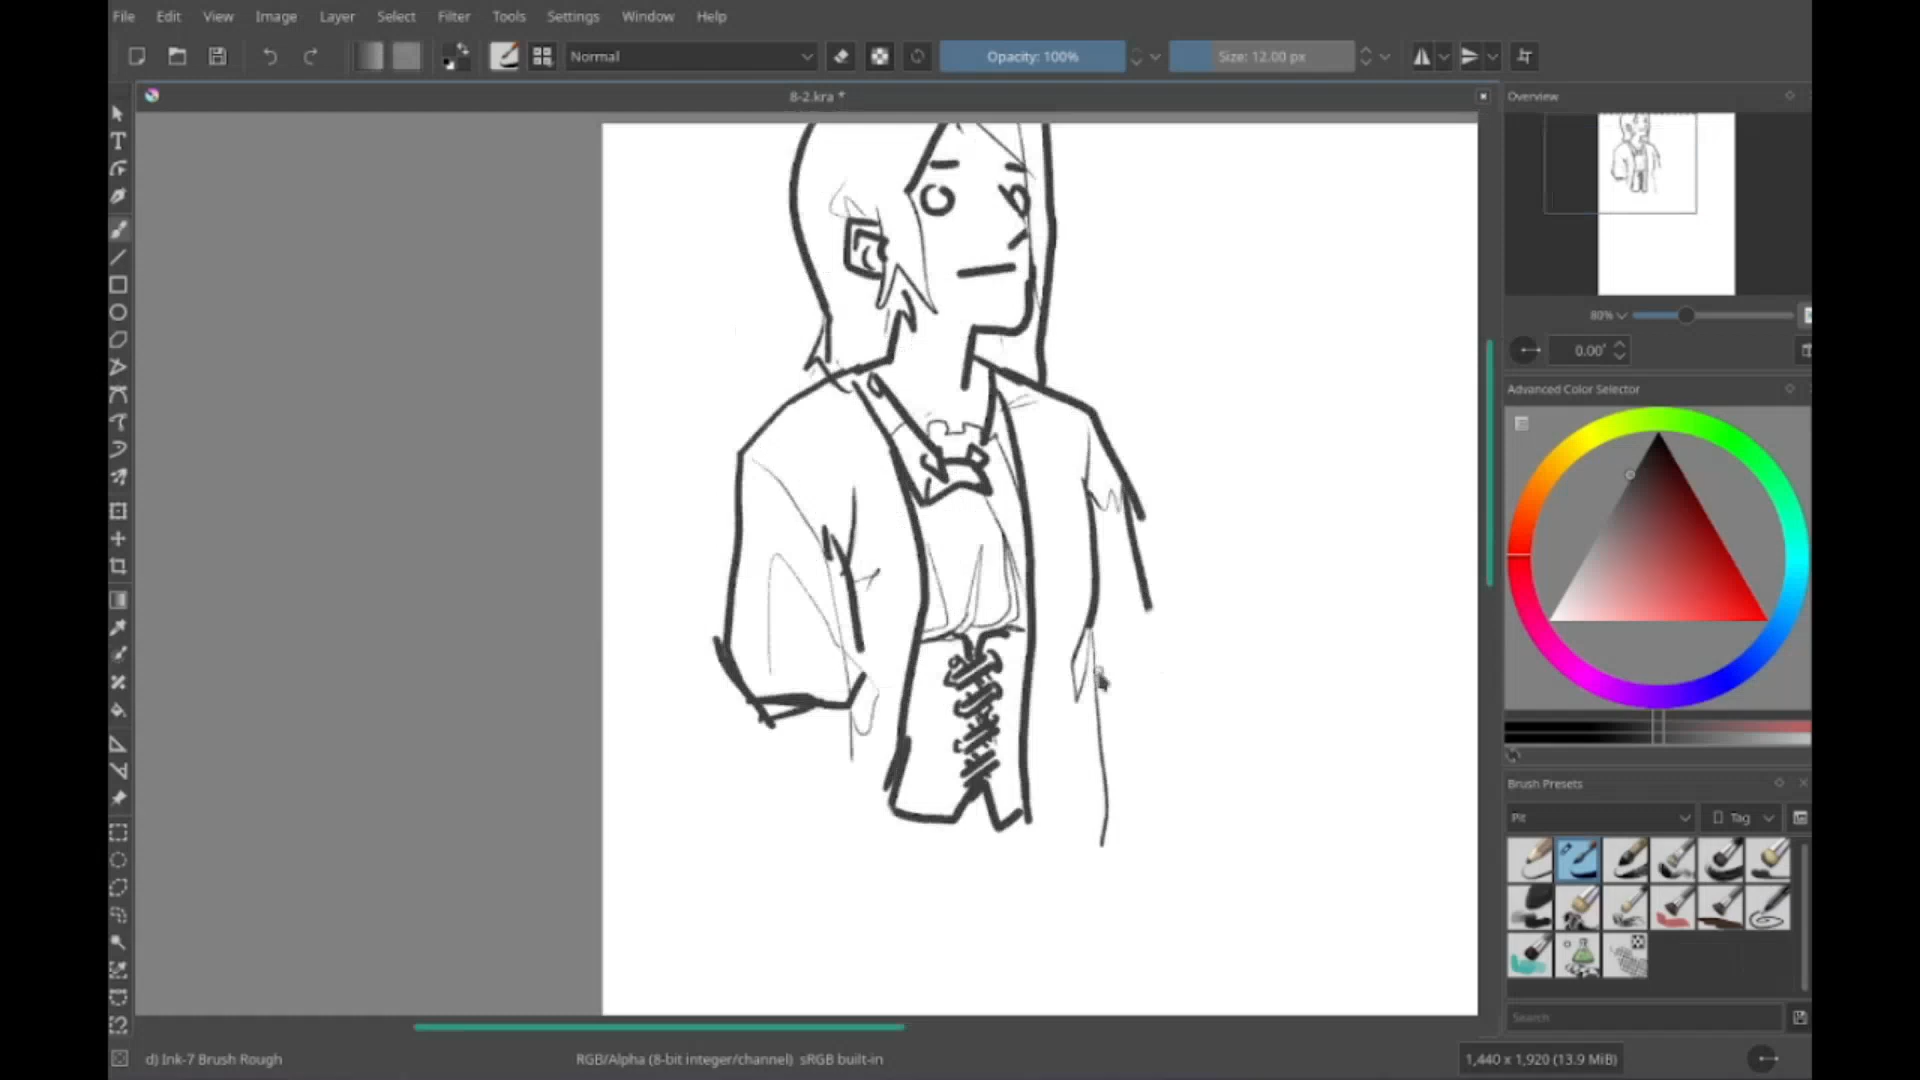 File Edit View Image Layer Select Filter Tools Settings Window Help
Normal Opacity: 100% Size: 12.00 px
8-2.kra *
Overview
80%
0.00°
Advanced Color Selector
Brush Presets
Pit Tag
Search
d) Ink-7 Brush Rough RGB/Alpha (8-bit integer/channel) sRGB built-in 1,440 x 1,920 (13.9 MiB)